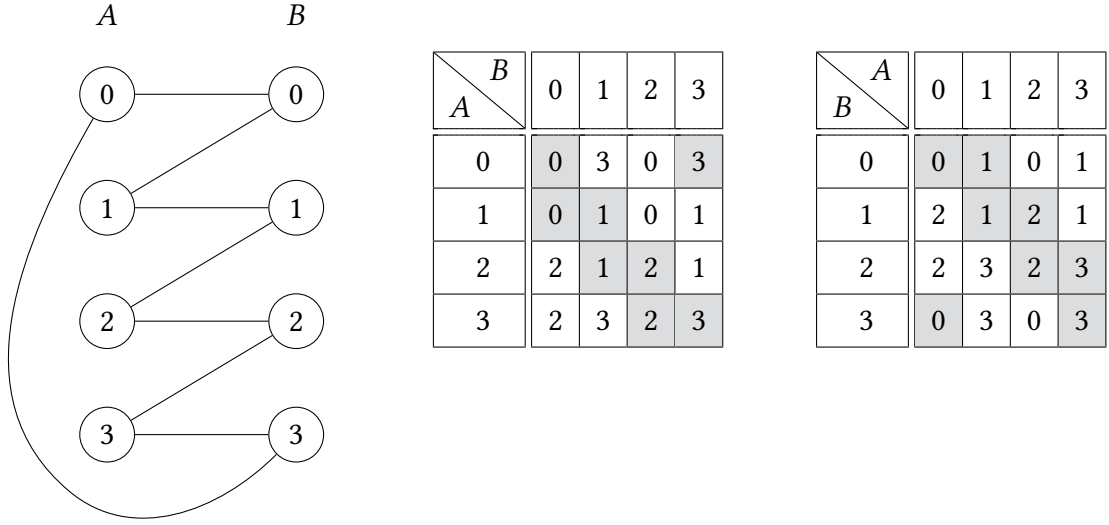 A B
0 0
1 1
2 2
3 3
B 0 1 2 3
A
0 0 3 0 3
1 0 1 0 1
2 2 1 2 1
3 2 3 2 3
A 0 1 2 3
B
0 0 1 0 1
1 2 1 2 1
2 2 3 2 3
3 0 3 0 3